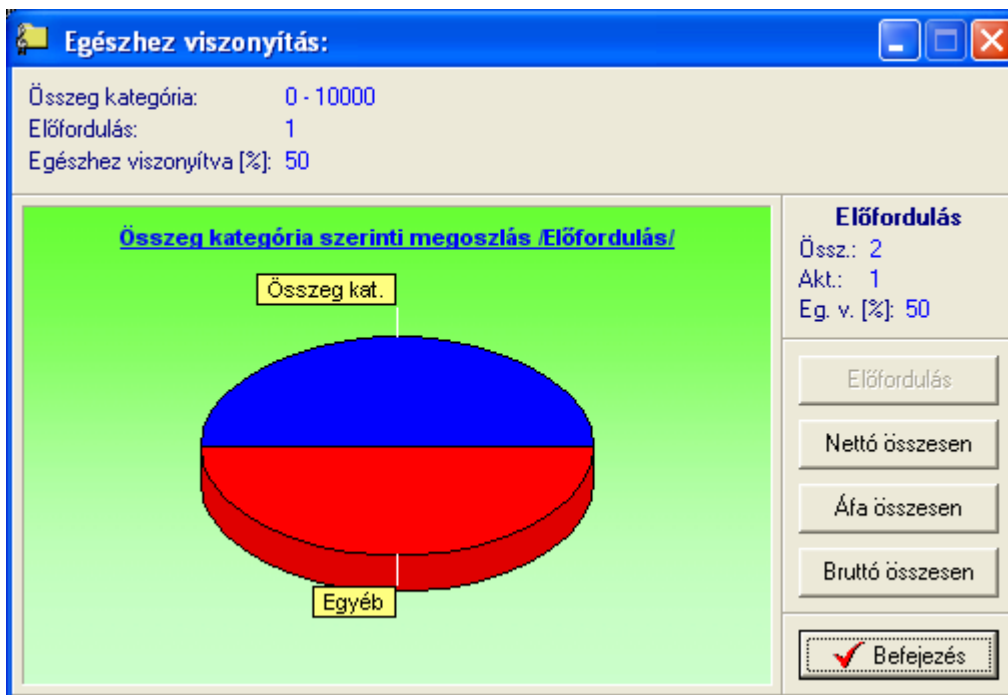 Egészhez viszonyítás:
Összeg kategória: 0 - 10000
Előfordulás: 1
Egészhez viszonyítva [%]: 50
Összeg kategória szerinti megoszlás /Előfordulás/
Összeg kat.
Egyéb
Előfordulás
Össz.: 2
Akt.: 1
Eg. v. [%]: 50
Előfordulás
Nettó összesen
Áfa összesen
Bruttó összesen
Befejezés